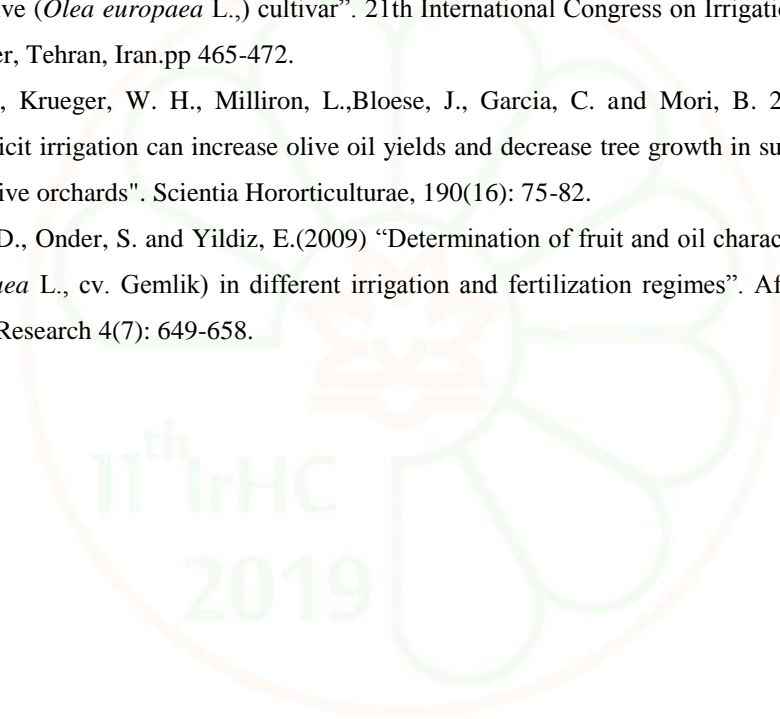 ive (Olea europaea L.,) cultivar”. 21th International Congress on Irrigati
er, Tehran, Iran.pp 465-472.
, Krueger, W. H., Milliron, L.,Bloese, J., Garcia, C. and Mori, B. 2
icit irrigation can increase olive oil yields and decrease tree growth in su
ive orchards". Scientia Hororticulturae, 190(16): 75-82.
D., Onder, S. and Yildiz, E.(2009) “Determination of fruit and oil charac
aea L., cv. Gemlik) in different irrigation and fertilization regimes”. Af
Research 4(7): 649-658.
11th IrHC
2019